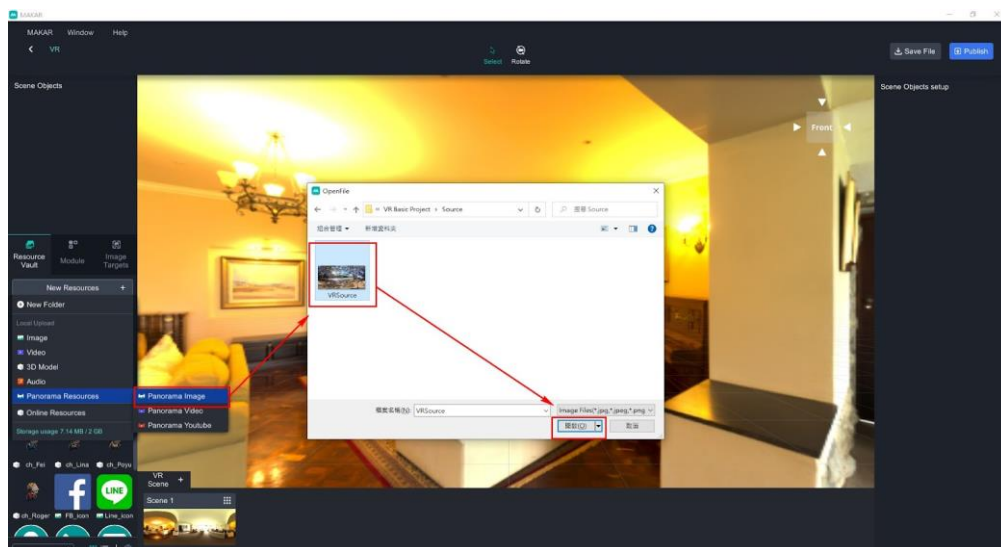 MAKAR
MAKAR Window Help
VR
Select Rotate
Save File Publish
Scene Objects
Scene Objects setup
Front
OpenFile
VR Basic Project › Source
搜尋 Source
組合管理 新增資料夾
VRSource
檔案名稱(N): VRSource
Image Files(*.jpg,*.jpeg,*.png
開啟(O) 取消
Resource Vault Module Image Targets
New Resources +
New Folder
Local Upload
Image
Video
3D Model
Audio
Panorama Resources
Online Resources
Storage usage 7.14 MB / 2 GB
Panorama Image
Panorama Video
Panorama Youtube
ch_Fei ch_Lina ch_Poyu
LINE
ch_Roger FB_icon Line_icon
VR Scene +
Scene 1